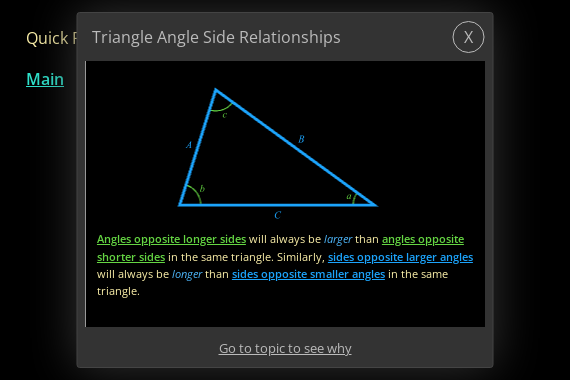 Quick
Triangle Angle Side Relationships
X
Main
c
A
B
b
a
C
Angles opposite longer sides will always be larger than angles opposite
shorter sides in the same triangle. Similarly, sides opposite larger angles
will always be longer than sides opposite smaller angles in the same
triangle.
Go to topic to see why